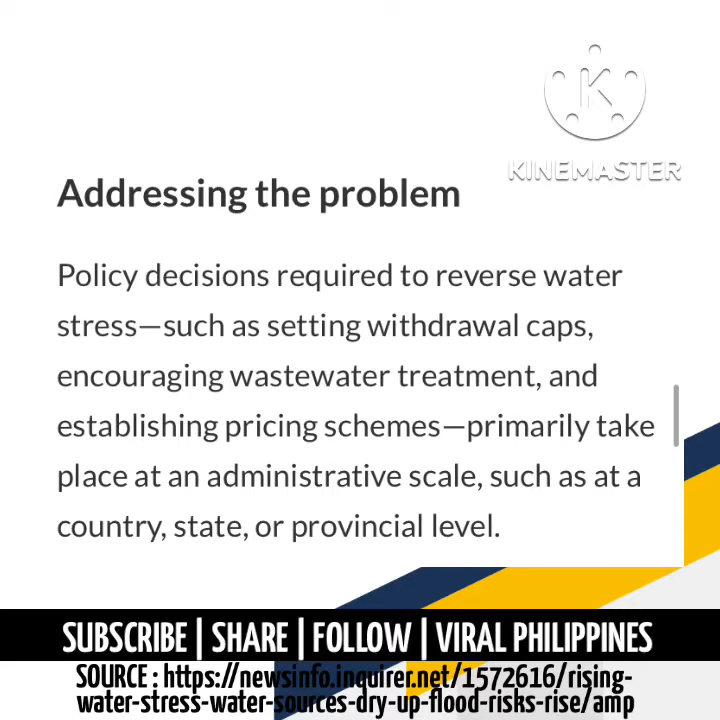 K
KINEMASTER
Addressing the problem
Policy decisions required to reverse water
stress—such as setting withdrawal caps,
encouraging wastewater treatment, and
establishing pricing schemes—primarily take
place at an administrative scale, such as at a
country, state, or provincial level.
SUBSCRIBE | SHARE | FOLLOW | VIRAL PHILIPPINES
SOURCE : https://newsinfo.inquirer.net/1572616/rising-
water-stress-water-sources-dry-up-flood-risks-rise/amp